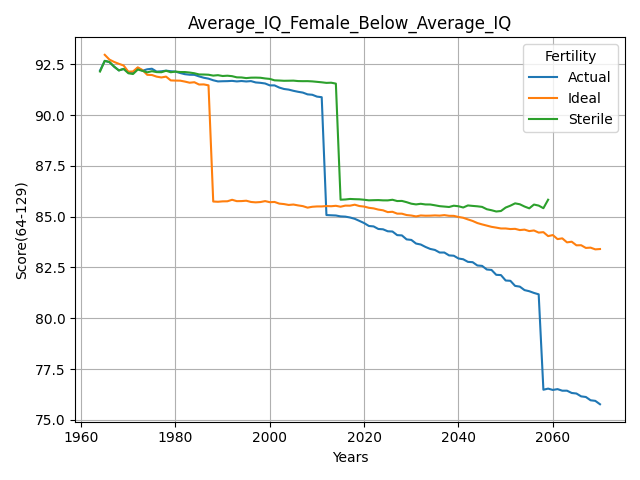 Average_IQ_Female_Below_Average_IQ
Score(64-129)
92.5
90.0
87.5
85.0
82.5
80.0
77.5
75.0
Fertility
Actual
Ideal
Sterile
1960 1980 2000 2020 2040 2060
Years